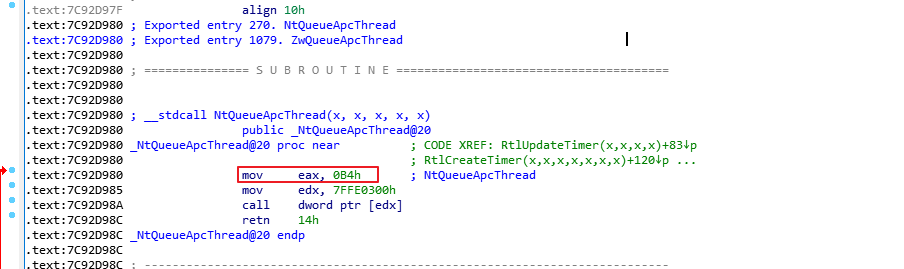 .text:7C92D97F align 10h
.text:7C92D980 ; Exported entry 270. NtQueueApcThread
.text:7C92D980 ; Exported entry 1079. ZwQueueApcThread
.text:7C92D980
.text:7C92D980 ; =============== S U B R O U T I N E =======================================
.text:7C92D980
.text:7C92D980
.text:7C92D980 ; __stdcall NtQueueApcThread(x, x, x, x, x)
.text:7C92D980 public _NtQueueApcThread@20
.text:7C92D980 _NtQueueApcThread@20 proc near ; CODE XREF: RtlUpdateTimer(x,x,x,x)+83↓p
.text:7C92D980 ; RtlCreateTimer(x,x,x,x,x,x,x)+120↓p ...
.text:7C92D980 mov eax, 0B4h ; NtQueueApcThread
.text:7C92D985 mov edx, 7FFE0300h
.text:7C92D98A call dword ptr [edx]
.text:7C92D98C retn 14h
.text:7C92D98C _NtQueueApcThread@20 endp
.text:7C92D98C
.text:7C92D98C ; ---------------------------------------------------------------------------